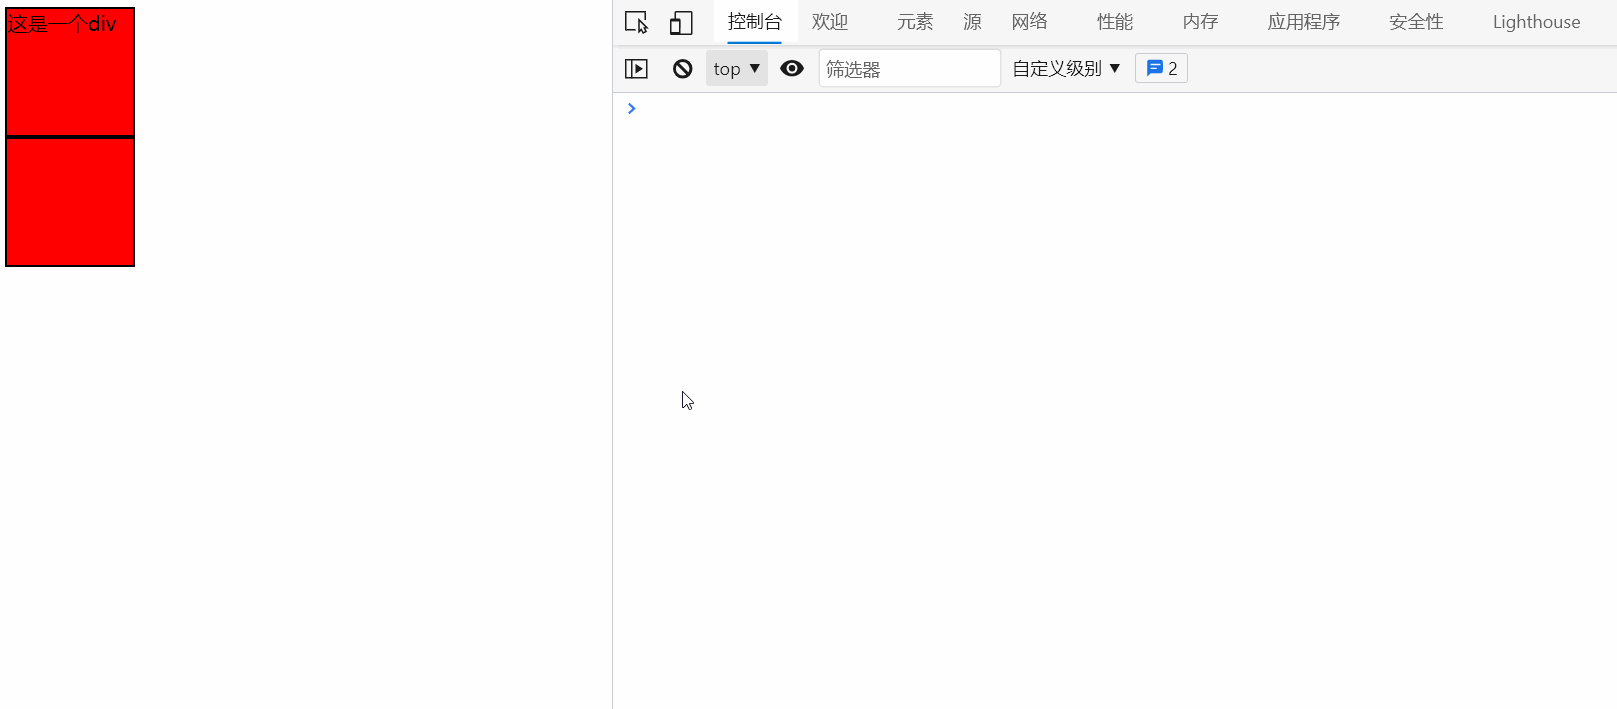 这是一个div
控制台 欢迎 元素 源 网络 性能 内存 应用程序 安全性 Lighthouse
top 筛选器 自定义级别 2